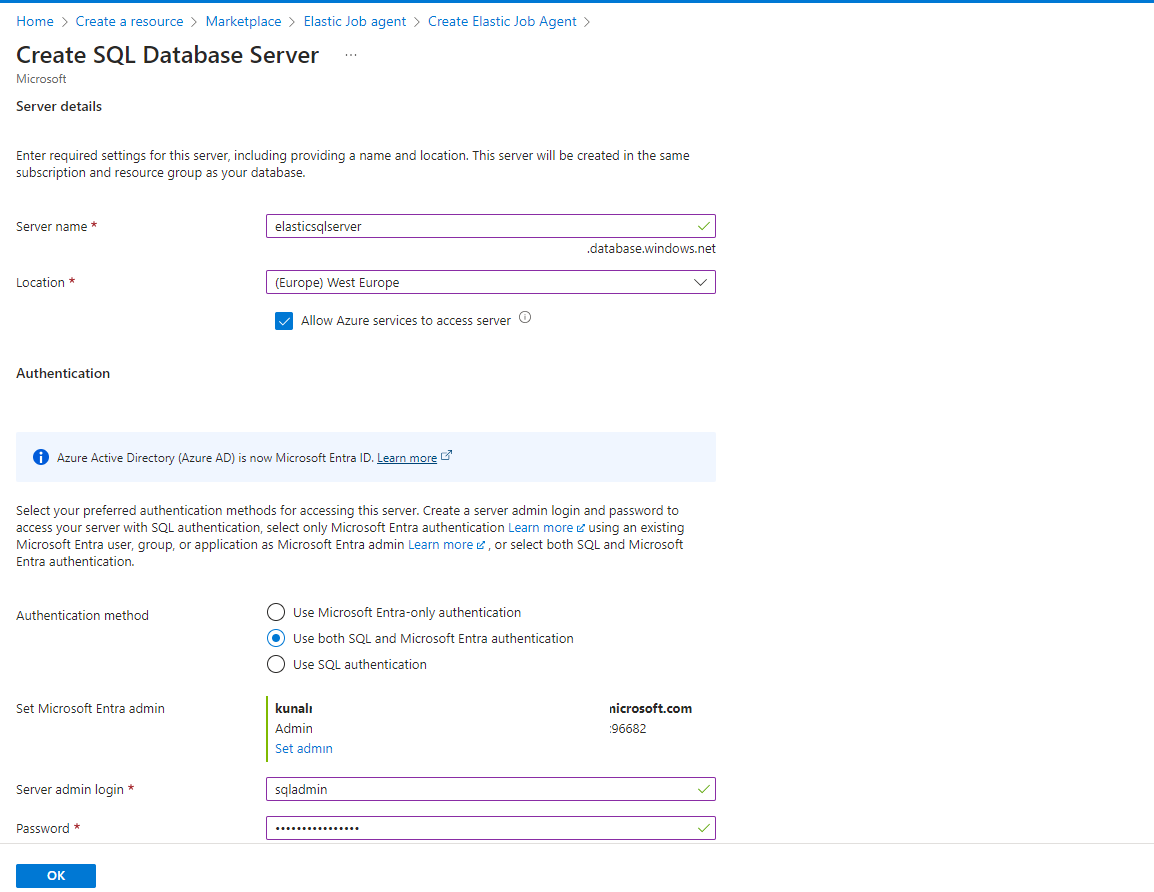 Home > Create a resource > Marketplace > Elastic Job agent > Create Elastic Job Agent >
Create SQL Database Server ...
Microsoft
Server details
Enter required settings for this server, including providing a name and location. This server will be created in the same
subscription and resource group as your database.
Server name * elasticsqlserver
.database.windows.net
Location * (Europe) West Europe
Allow Azure services to access server
Authentication
Azure Active Directory (Azure AD) is now Microsoft Entra ID. Learn more
Select your preferred authentication methods for accessing this server. Create a server admin login and password to
access your server with SQL authentication, select only Microsoft Entra authentication Learn more using an existing
Microsoft Entra user, group, or application as Microsoft Entra admin Learn more , or select both SQL and Microsoft
Entra authentication.
Authentication method
Use Microsoft Entra-only authentication
Use both SQL and Microsoft Entra authentication
Use SQL authentication
Set Microsoft Entra admin
kunal nicrosoft.com
Admin 96682
Set admin
Server admin login * sqladmin
Password * ••••••••••••••••
OK